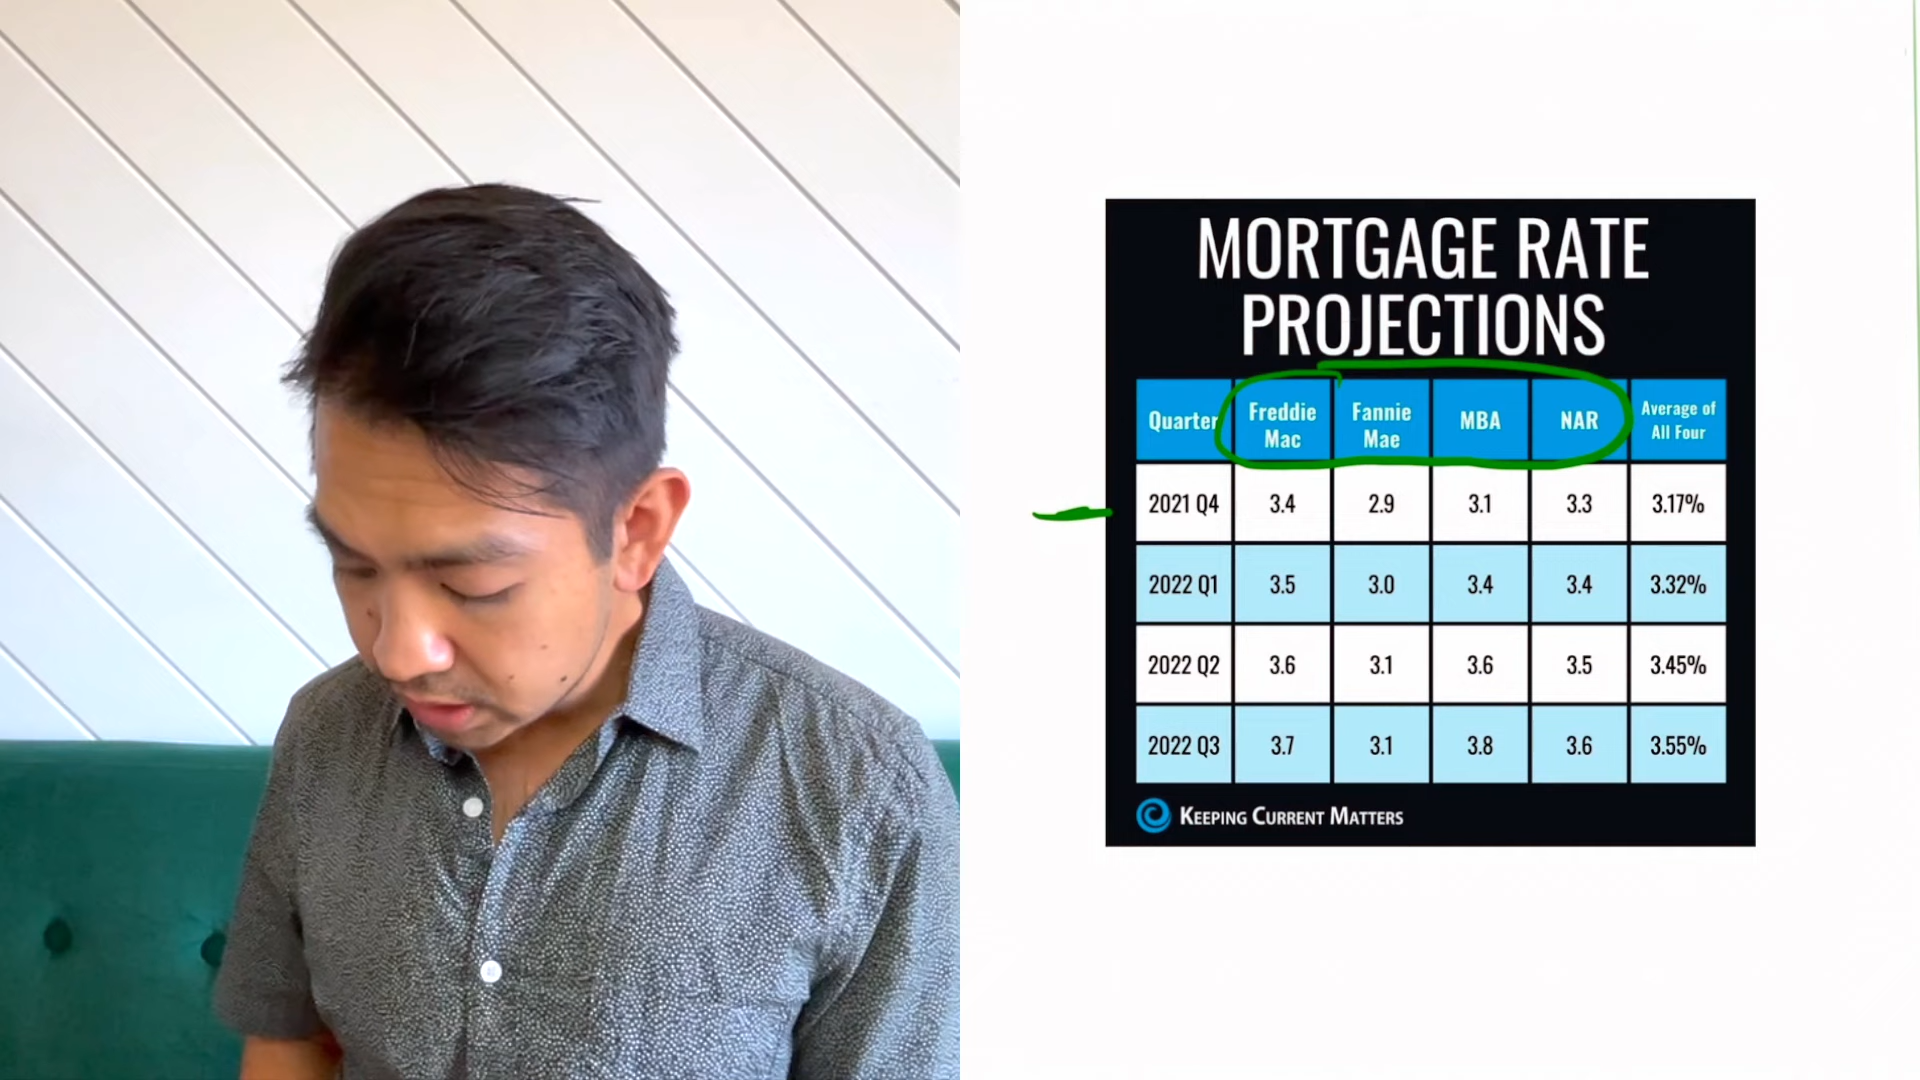 MORTGAGE RATE
PROJECTIONS
Quarter Freddie Mac Fannie Mae MBA NAR Average of All Four
2021 Q4 3.4 2.9 3.1 3.3 3.17%
2022 Q1 3.5 3.0 3.4 3.4 3.32%
2022 Q2 3.6 3.1 3.6 3.5 3.45%
2022 Q3 3.7 3.1 3.8 3.6 3.55%
KEEPING CURRENT MATTERS